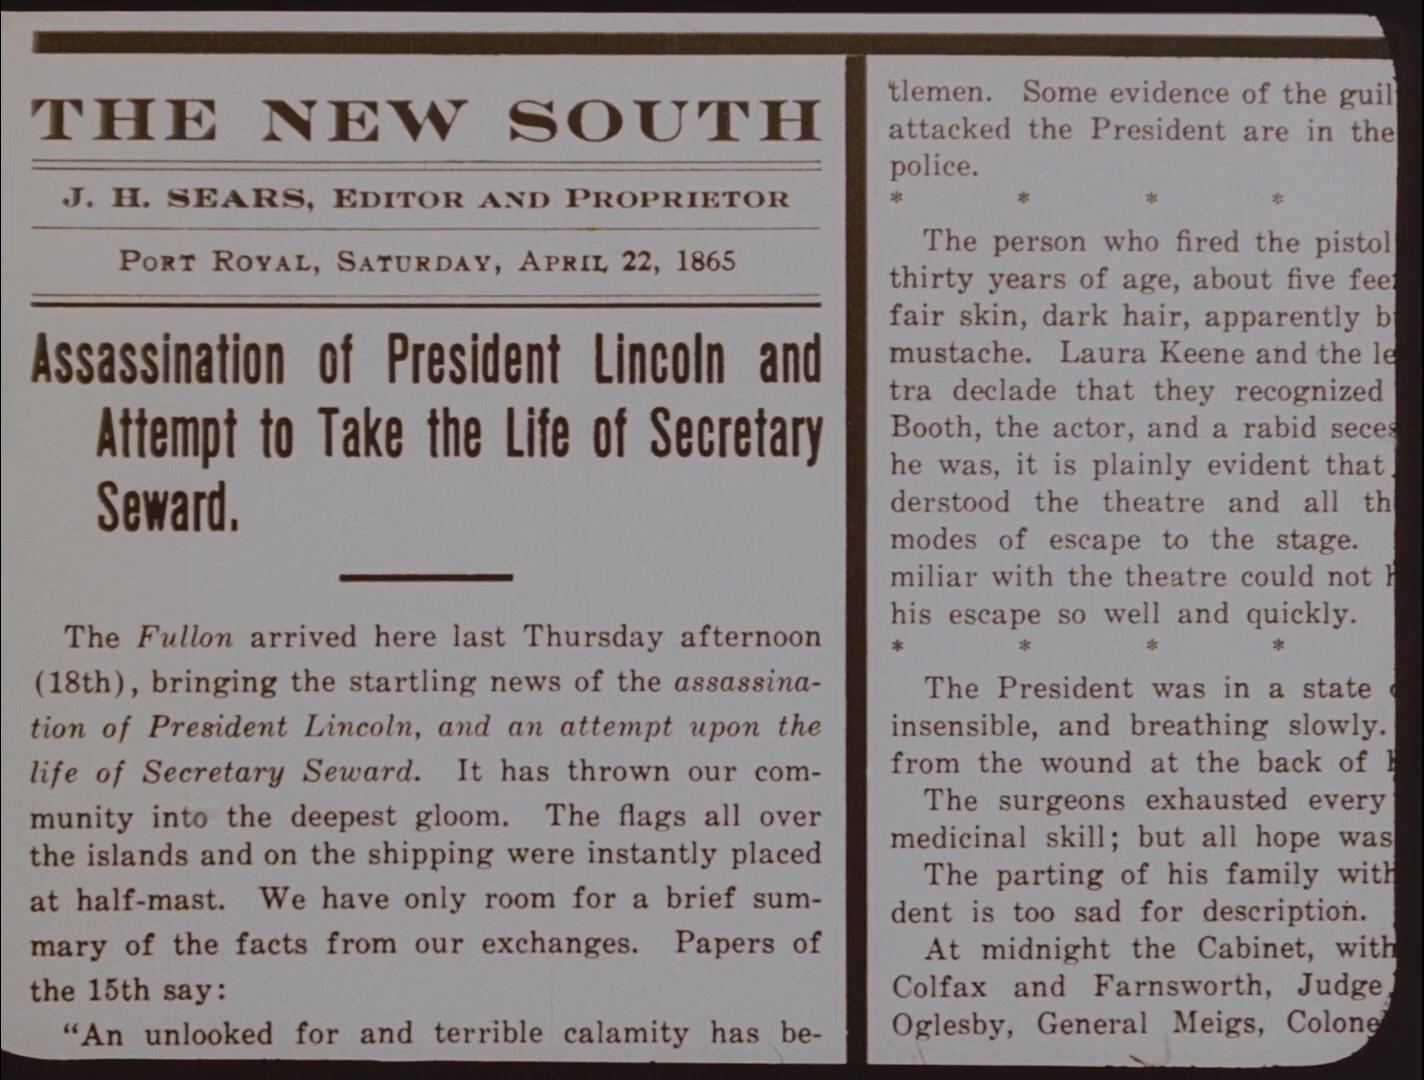 THE NEW SOUTH
J. H. SEARS, EDITOR AND PROPRIETOR
PORT ROYAL, SATURDAY, APRIL 22, 1865
Assassination of President Lincoln and
Attempt to Take the Life of Secretary
Seward.
The Fullon arrived here last Thursday afternoon
(18th), bringing the startling news of the assassina-
tion of President Lincoln, and an attempt upon the
life of Secretary Seward. It has thrown our com-
munity into the deepest gloom. The flags all over
the islands and on the shipping were instantly placed
at half-mast. We have only room for a brief sum-
mary of the facts from our exchanges. Papers of
the 15th say:
"An unlooked for and terrible calamity has be-
tlemen. Some evidence of the guil
attacked the President are in the
police.
* * * *
The person who fired the pistol
thirty years of age, about five fee
fair skin, dark hair, apparently b
mustache. Laura Keene and the le
tra declade that they recognized
Booth, the actor, and a rabid seces
he was, it is plainly evident that
derstood the theatre and all th
modes of escape to the stage.
miliar with the theatre could not h
his escape so well and quickly.
* * * *
The President was in a state
insensible, and breathing slowly.
from the wound at the back of h
The surgeons exhausted every
medicinal skill; but all hope was
The parting of his family with
dent is too sad for description.
At midnight the Cabinet, with
Colfax and Farnsworth, Judge
Oglesby, General Meigs, Colone